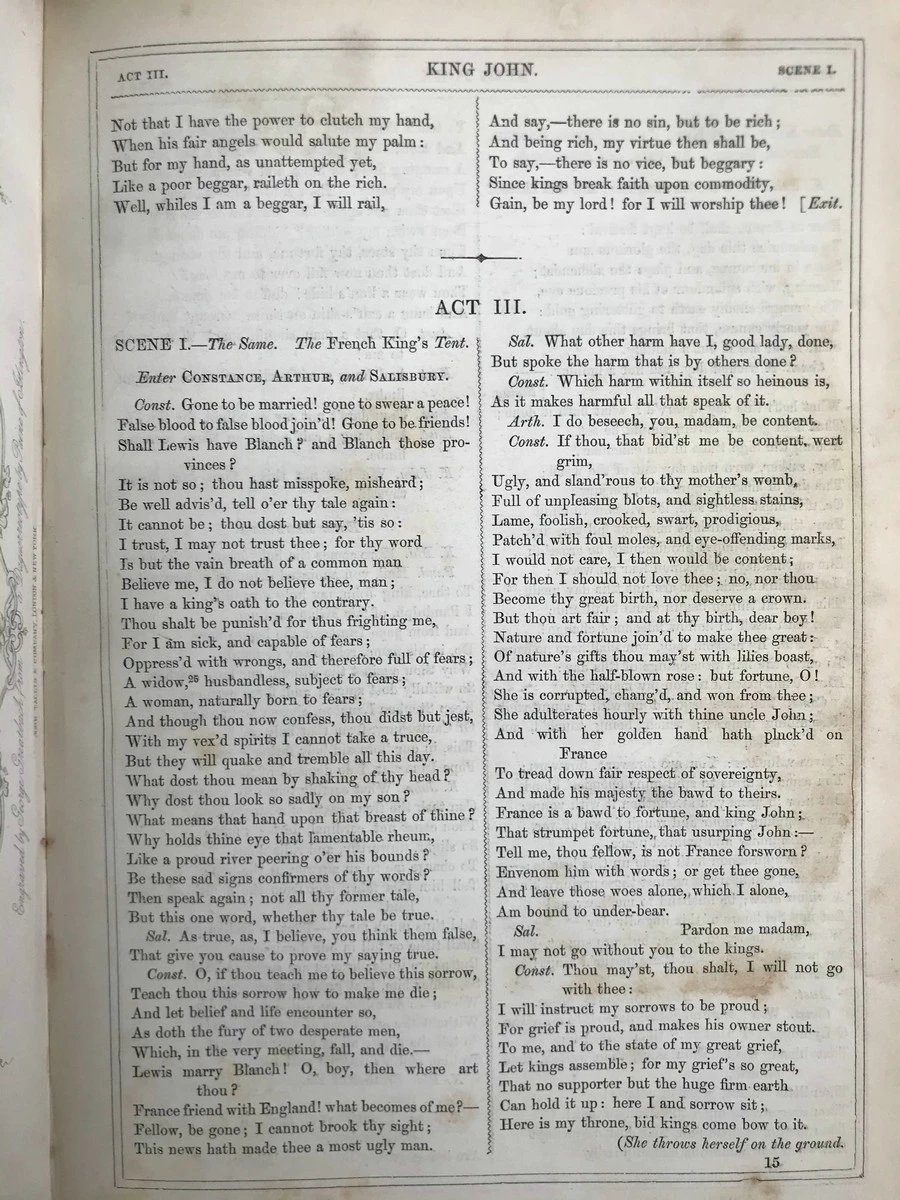 ACT III.
KING JOHN.
SCENE I.
Not that I have the power to clutch my hand,
When his fair angels would salute my palm:
But for my hand, as unattempted yet,
Like a poor beggar, raileth on the rich.
Well, whiles I am a beggar, I will rail,
And say,—there is no sin, but to be rich;
And being rich, my virtue then shall be,
To say,—there is no vice, but beggary:
Since kings break faith upon commodity,
Gain, be my lord! for I will worship thee! [Exit.
ACT III.
SCENE I.—The Same. The French King's Tent.
Enter CONSTANCE, ARTHUR, and SALISBURY.
Const. Gone to be married! gone to swear a peace!
False blood to false blood join'd! Gone to be friends!
Shall Lewis have Blanch? and Blanch those pro-
vinces?
It is not so; thou hast misspoke, misheard;
Be well advis'd, tell o'er thy tale again:
It cannot be; thou dost but say, 'tis so:
I trust, I may not trust thee; for thy word
Is but the vain breath of a common man
Believe me, I do not believe thee, man;
I have a king's oath to the contrary.
Thou shalt be punish'd for thus frighting me,
For I am sick, and capable of fears;
Oppress'd with wrongs, and therefore full of fears;
A widow,25 husbandless, subject to fears;
A woman, naturally born to fears;
And though thou now confess, thou didst but jest,
With my vex'd spirits I cannot take a truce,
But they will quake and tremble all this day.
What dost thou mean by shaking of thy head?
Why dost thou look so sadly on my son?
What means that hand upon that breast of thine?
Why holds thine eye that lamentable rheum,
Like a proud river peering o'er his bounds?
Be these sad signs confirmers of thy words?
Then speak again; not all thy former tale,
But this one word, whether thy tale be true.
Sal. As true, as, I believe, you think them false,
That give you cause to prove my saying true.
Const. O, if thou teach me to believe this sorrow,
Teach thou this sorrow how to make me die;
And let belief and life encounter so,
As doth the fury of two desperate men,
Which, in the very meeting, fall, and die.—
Lewis marry Blanch! O, boy, then where art
thou?
France friend with England! what becomes of me?—
Fellow, be gone; I cannot brook thy sight;
This news hath made thee a most ugly man.
Sal. What other harm have I, good lady, done,
But spoke the harm that is by others done?
Const. Which harm within itself so heinous is,
As it makes harmful all that speak of it.
Arth. I do beseech, you, madam, be content.
Const. If thou, that bid'st me be content, wert
grim,
Ugly, and sland'rous to thy mother's womb,
Full of unpleasing blots, and sightless stains,
Lame, foolish, crooked, swart, prodigious,
Patch'd with foul moles, and eye-offending marks,
I would not care, I then would be content;
For then I should not love thee; no, nor thou
Become thy great birth, nor deserve a crown.
But thou art fair; and at thy birth, dear boy!
Nature and fortune join'd to make thee great:
Of nature's gifts thou may'st with lilies boast,
And with the half-blown rose: but fortune, O!
She is corrupted, chang'd, and won from thee;
She adulterates hourly with thine uncle John;
And with her golden hand hath pluck'd on
France
To tread down fair respect of sovereignty,
And made his majesty the bawd to theirs.
France is a bawd to fortune, and king John;
That strumpet fortune, that usurping John:—
Tell me, thou fellow, is not France forsworn?
Envenom him with words; or get thee gone,
And leave those woes alone, which I alone,
Am bound to under-bear.
Sal. Pardon me madam,
I may not go without you to the kings.
Const. Thou may'st, thou shalt, I will not go
with thee:
I will instruct my sorrows to be proud;
For grief is proud, and makes his owner stout.
To me, and to the state of my great grief,
Let kings assemble; for my grief's so great,
That no supporter but the huge firm earth
Can hold it up: here I and sorrow sit;
Here is my throne, bid kings come bow to it.
(She throws herself on the ground.
15